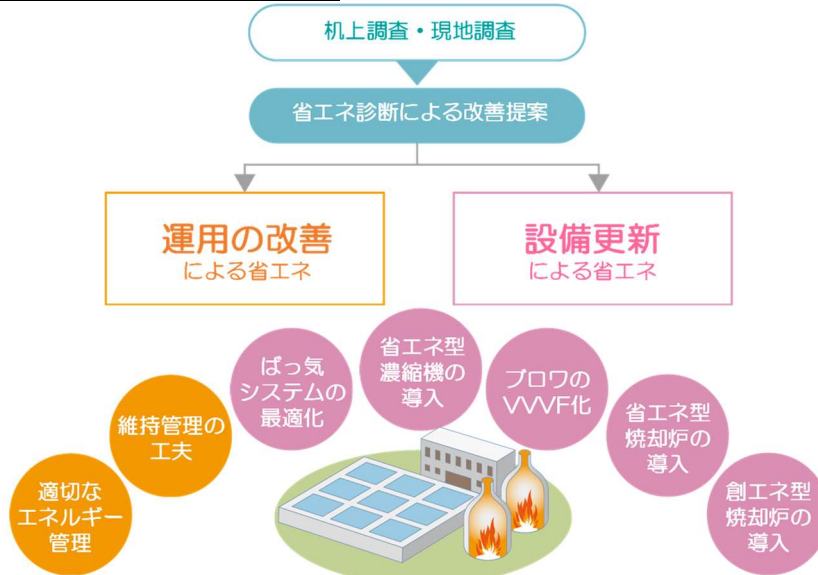 机上調査・現地調査
省エネ診断による改善提案
運用の改善
による省エネ
設備更新
による省エネ
適切な
エネルギー
管理
維持管理の
工夫
ばっ気
システムの
最適化
省エネ型
濃縮機の
導入
ブロワの
VVVF化
省エネ型
焼却炉の
導入
創エネ型
焼却炉の
導入